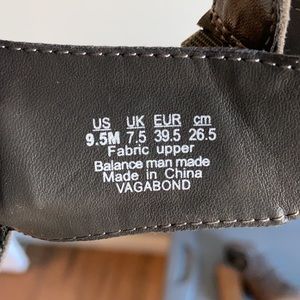 US UK EUR cm
9.5M 7.5 39.5 26.5
Fabric upper
Balance man made
Made in China
VAGABOND